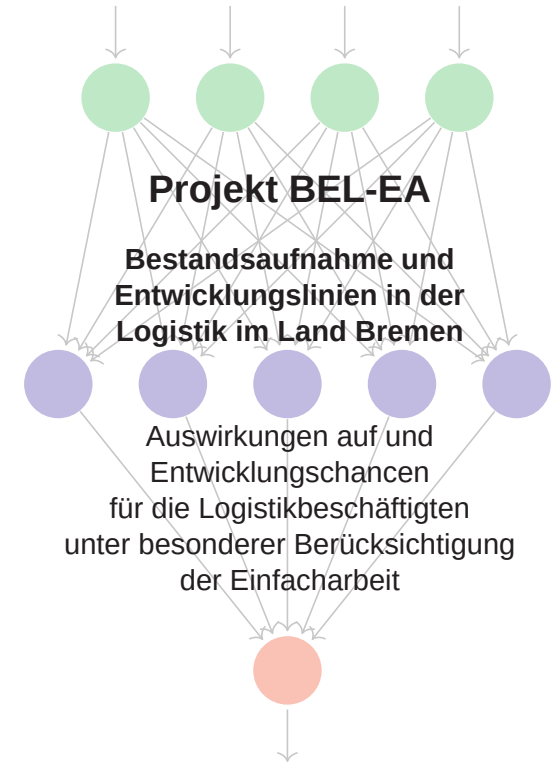 Projekt BEL-EA
Bestandsaufnahme und
Entwicklungslinien in der
Logistik im Land Bremen
Auswirkungen auf und
Entwicklungschancen
für die Logistikbeschäftigten
unter besonderer Berücksichtigung
der Einfacharbeit